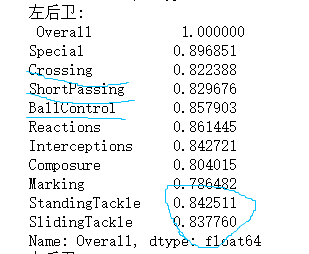 左后卫:
Overall 1.000000
Special 0.896851
Crossing 0.822388
ShortPassing 0.829676
BallControl 0.857903
Reactions 0.861445
Interceptions 0.842721
Composure 0.804015
Marking 0.786482
StandingTackle 0.842511
SlidingTackle 0.837760
Name: Overall, dtype: float64